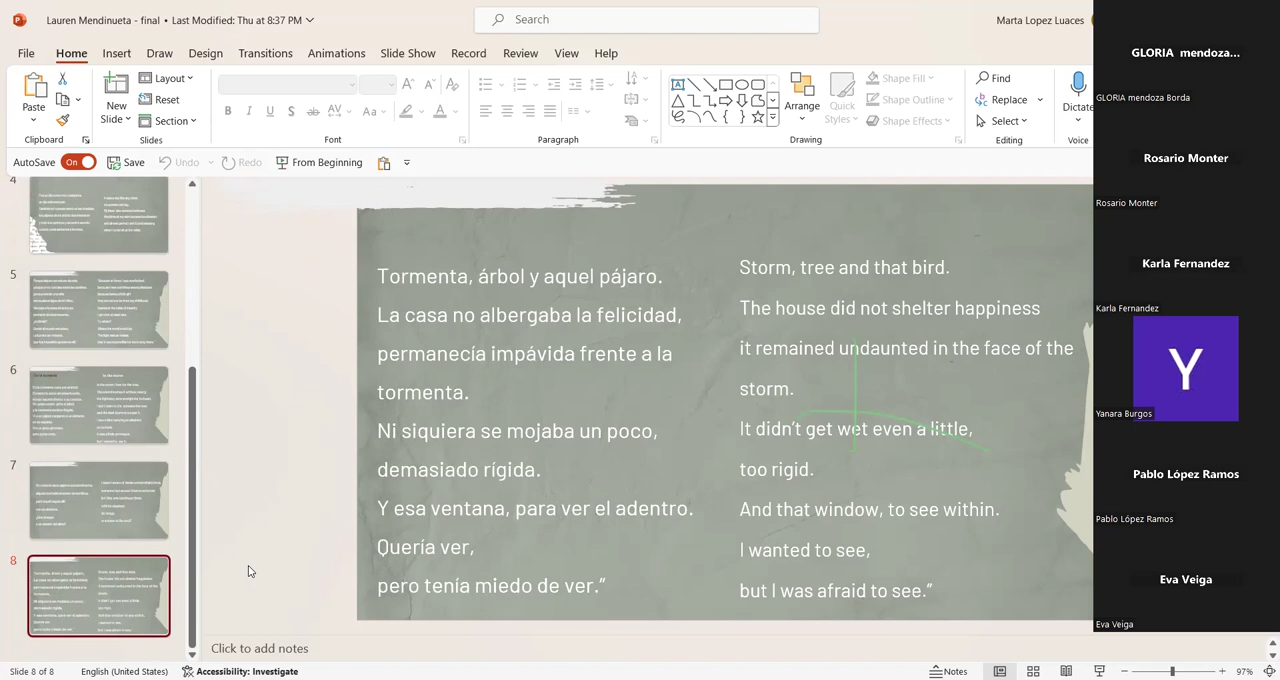 Lauren Mendinueta - final • Last Modified: Thu at 8:37 PM
Search
Marta Lopez Luaces
File Home Insert Draw Design Transitions Animations Slide Show Record Review View Help
Paste
Clipboard
New Slide
Layout
Reset
Section
Slides
B I U S ab AV Aa A
Font
Paragraph
Arrange
Quick Styles
Shape Fill
Shape Outline
Shape Effects
Drawing
Find
Replace
Select
Editing
Dictate
Voice
AutoSave On Save Undo Redo From Beginning
4
5
6
7
8
Tormenta, árbol y aquel pájaro.
La casa no albergaba la felicidad,
permanecía impávida frente a la
tormenta.
Ni siquiera se mojaba un poco,
demasiado rígida.
Y esa ventana, para ver el adentro.
Quería ver,
pero tenía miedo de ver.”
Storm, tree and that bird.
The house did not shelter happiness
it remained undaunted in the face of the
storm.
It didn’t get wet even a little,
too rigid.
And that window, to see within.
I wanted to see,
but I was afraid to see.”
GLORIA mendoza...
GLORIA mendoza Borda
Rosario Monter
Rosario Monter
Karla Fernandez
Karla Fernandez
Y
Yanara Burgos
Pablo López Ramos
Pablo López Ramos
Eva Veiga
Eva Veiga
Click to add notes
Slide 8 of 8 English (United States) Accessibility: Investigate Notes 97%